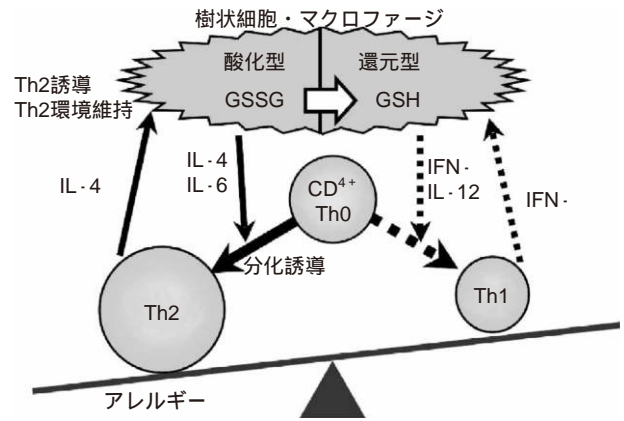 樹状細胞・マクロファージ
酸化型
還元型
GSSG
GSH
Th2誘導
Th2環境維持
IL・4
IL・4
IL・6
CD4+
Th0
IFN・
IL・12
IFN・
分化誘導
Th2
Th1
アレルギー